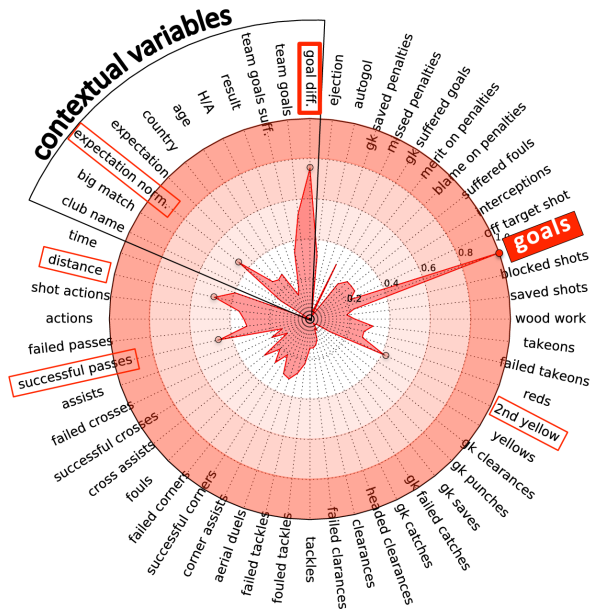 contextual variables
goal diff.
ejection
autogol
gk saved penalties
missed penalties
gk suffered goals
merit on penalties
blame on penalties
suffered fouls
interceptions
off target shot
goals
blocked shots
saved shots
wood work
takeons
failed takeons
reds
2nd yellow
yellows
gk clearances
gk punches
gk saves
gk failed catches
gk catches
headed clearances
clearances
failed clarances
tackles
fouled tackles
failed tackles
aerial duels
corner assists
successful corners
failed corners
fouls
cross assists
successful crosses
failed crosses
assists
successful passes
failed passes
actions
shot actions
distance
time
club name
big match
expectation norm.
expectation
country
age
H/A
result
team goals suff
team goals
0.2
0.4
0.6
0.8